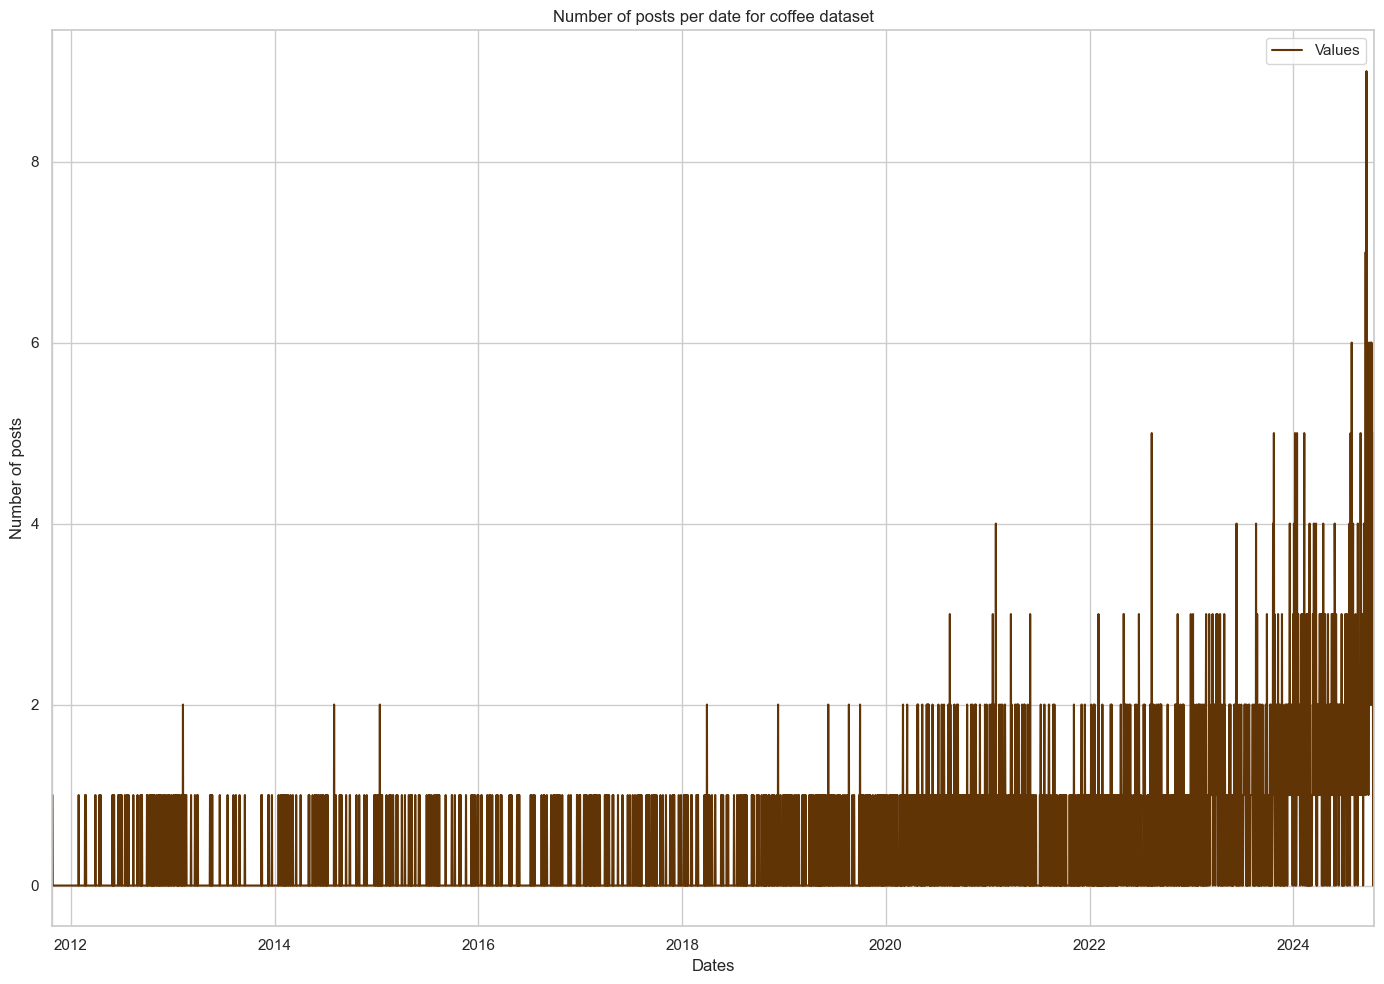 Number of posts per date for coffee dataset
Values
8
6
4
2
0
Number of posts
2012 2014 2016 2018 2020 2022 2024
Dates